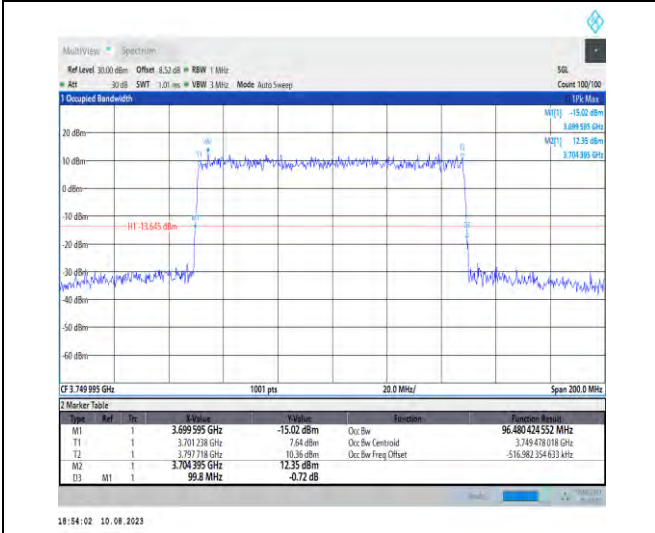 MultiView Spectrum
Ref Level 30.00 dBm Offset 8.52 dB RBW 1 MHz SGL
Att 30 dB SWT 1.01 ms VBW 3 MHz Mode Auto Sweep Count 100/100
1 Occupied Bandwidth 1Pk Max
M1[1] -15.02 dBm
3.699 595 GHz
M2[1] 12.35 dBm
3.704 395 GHz
20 dBm
10 dBm
0 dBm
-10 dBm
H1 -13.645 dBm
-20 dBm
-30 dBm
-40 dBm
-50 dBm
-60 dBm
CF 3.749 995 GHz 1001 pts 20.0 MHz/ Span 200.0 MHz
2 Marker Table
Type Ref Trc X-Value Y-Value Function Function Result
M1 1 3.699 595 GHz -15.02 dBm Occ Bw 96.480 424 552 MHz
T1 1 3.701 238 GHz 7.64 dBm Occ Bw Centroid 3.749 478 018 GHz
T2 1 3.797 718 GHz 10.36 dBm Occ Bw Freq Offset -516.982 354 633 kHz
M2 1 3.704 395 GHz 12.35 dBm
D3 M1 1 99.8 MHz -0.72 dB
18:54:02 10.08.2023